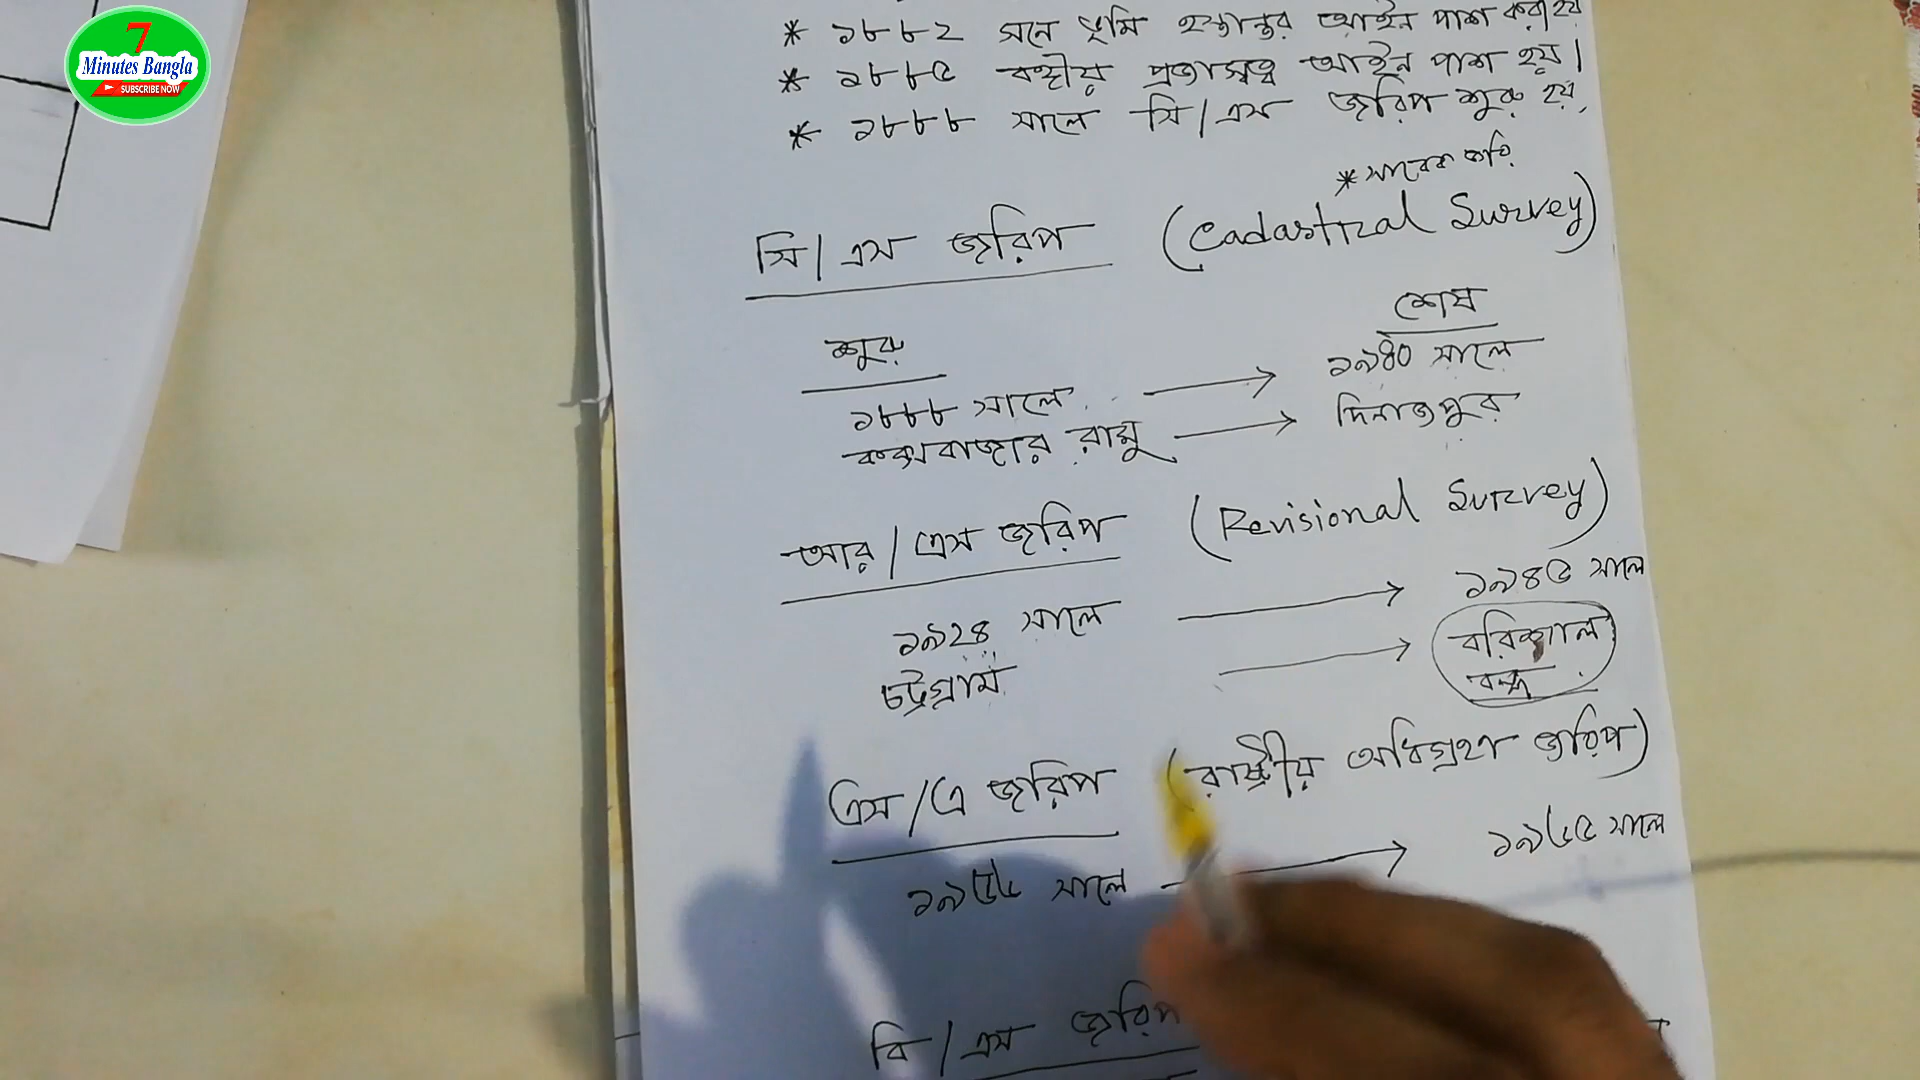 7
Minutes Bangla
SUBSCRIBE NOW
* ১৮৮২ সনে ভূমি হস্তান্তর আইন পাশ করা হয়
* ১৮৮৫ বঙ্গীয় প্রজাস্বত্ব আইন পাশ হয়।
* ১৮৮৮ সালে সি/এস জরিপ শুরু হয়,
* সাবেক
সি/এস জরিপ (Cadastral Survey)
শুরু শেষ
১৮৮৮ সালে → ১৯৪০ সালে
কক্সবাজার রামু → দিনাজপুর
আর/এস জরিপ (Revisional Survey)
১৯২৪ সালে → ১৯৪৫ সালে
চট্টগ্রাম → বরিশাল
বন্ধ
এস/এ জরিপ (রাষ্ট্রীয় অধিগ্রহণ জরিপ)
১৯৫৬ সালে → সালে
বি/এস জরিপ